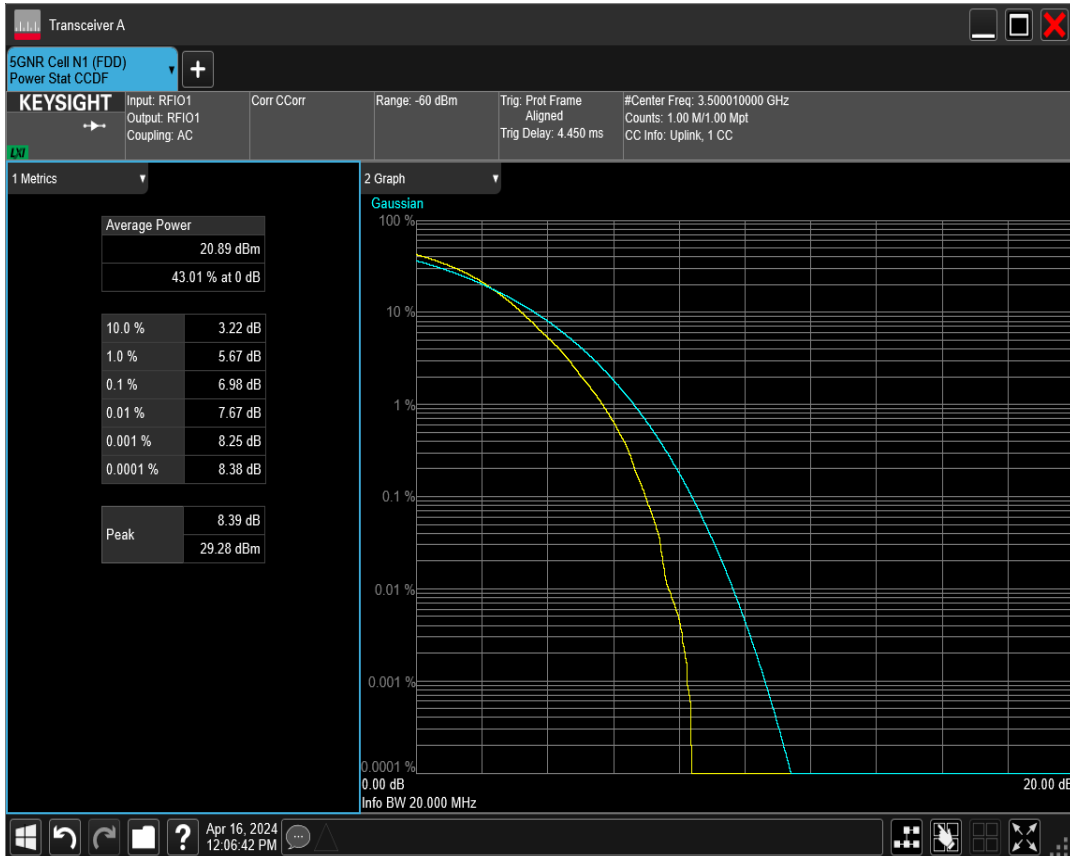 Transceiver A
5GNR Cell N1 (FDD)
Power Stat CCDF
+
KEYSIGHT
LXI
Input: RFIO1
Output: RFIO1
Coupling: AC
Corr CCorr
Range: -60 dBm
Trig: Prot Frame
Aligned
Trig Delay: 4.450 ms
#Center Freq: 3.500010000 GHz
Counts: 1.00 M/1.00 Mpt
CC Info: Uplink, 1 CC
1 Metrics
Average Power
20.89 dBm
43.01 % at 0 dB
10.0 % 3.22 dB
1.0 % 5.67 dB
0.1 % 6.98 dB
0.01 % 7.67 dB
0.001 % 8.25 dB
0.0001 % 8.38 dB
Peak
8.39 dB
29.28 dBm
2 Graph
Gaussian
100 %
10 %
1 %
0.1 %
0.01 %
0.001 %
0.0001 %
0.00 dB 20.00 dB
Info BW 20.000 MHz
?
Apr 16, 2024
12:06:42 PM